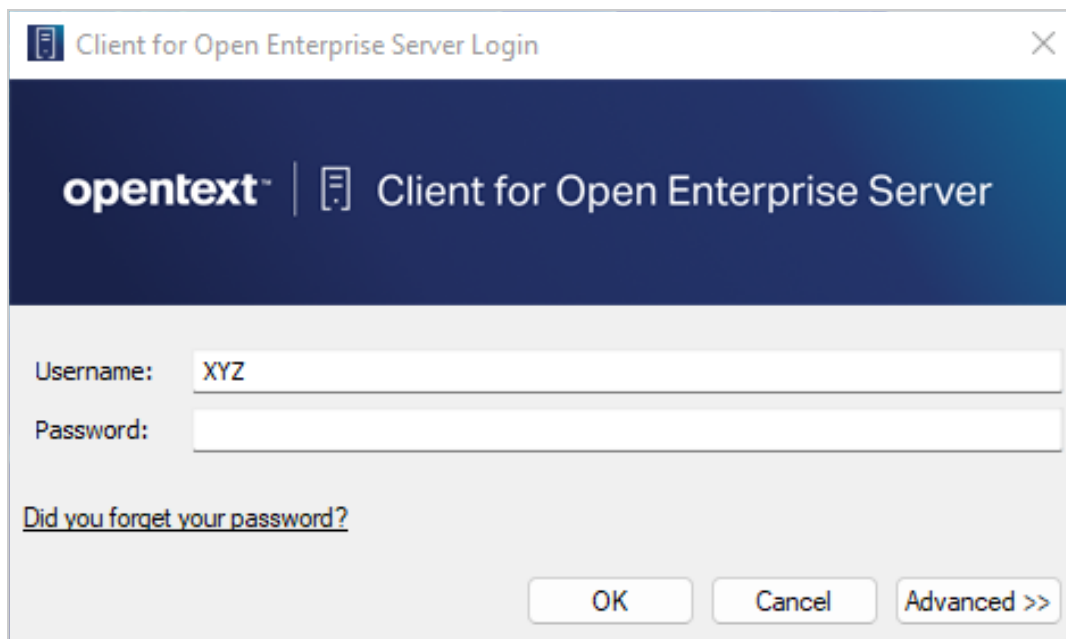 Client for Open Enterprise Server Login
opentext™ | Client for Open Enterprise Server
Username: XYZ
Password:
Did you forget your password?
OK Cancel Advanced >>